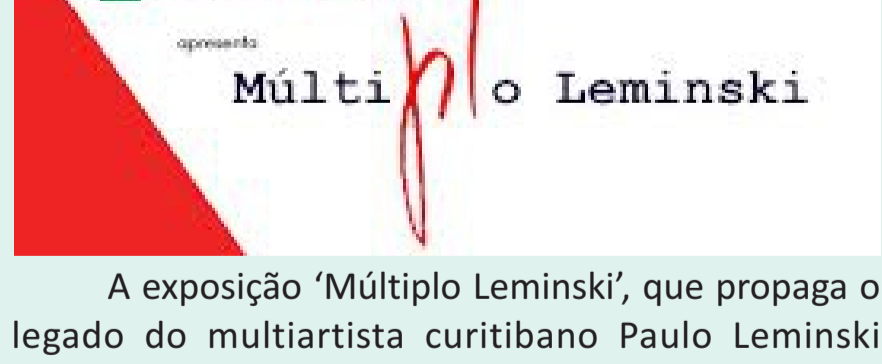 apresenta
Múltiplo Leminski
A exposição ‘Múltiplo Leminski’, que propaga o
legado do multiartista curitibano Paulo Leminski